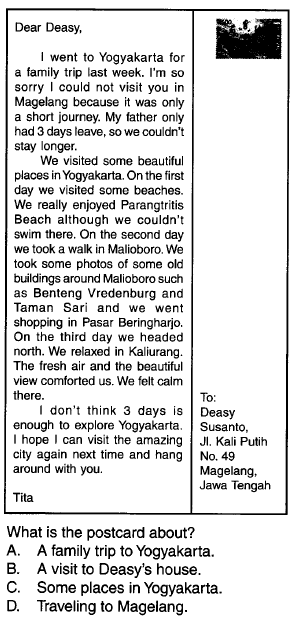 Dear Deasy,
I went to Yogyakarta for
a family trip last week. I'm so
sorry I could not visit you in
Magelang because it was only
a short journey. My father only
had 3 days leave, so we couldn't
stay longer.
We visited some beautiful
places in Yogyakarta. On the first
day we visited some beaches.
We really enjoyed Parangtritis
Beach although we couldn't
swim there. On the second day
we took a walk in Malioboro. We
took some photos of some old
buildings around Malioboro such
as Benteng Vredenburg and
Taman Sari and we went
shopping in Pasar Beringharjo.
On the third day we headed
north. We relaxed in Kaliurang.
The fresh air and the beautiful
view comforted us. We felt calm
there.
I don't think 3 days is
enough to explore Yogyakarta.
I hope I can visit the amazing
city again next time and hang
around with you.
Tita
To:
Deasy
Susanto,
Jl. Kali Putih
No. 49
Magelang,
Jawa Tengah
What is the postcard about?
A. A family trip to Yogyakarta.
B. A visit to Deasy's house.
C. Some places in Yogyakarta.
D. Traveling to Magelang.